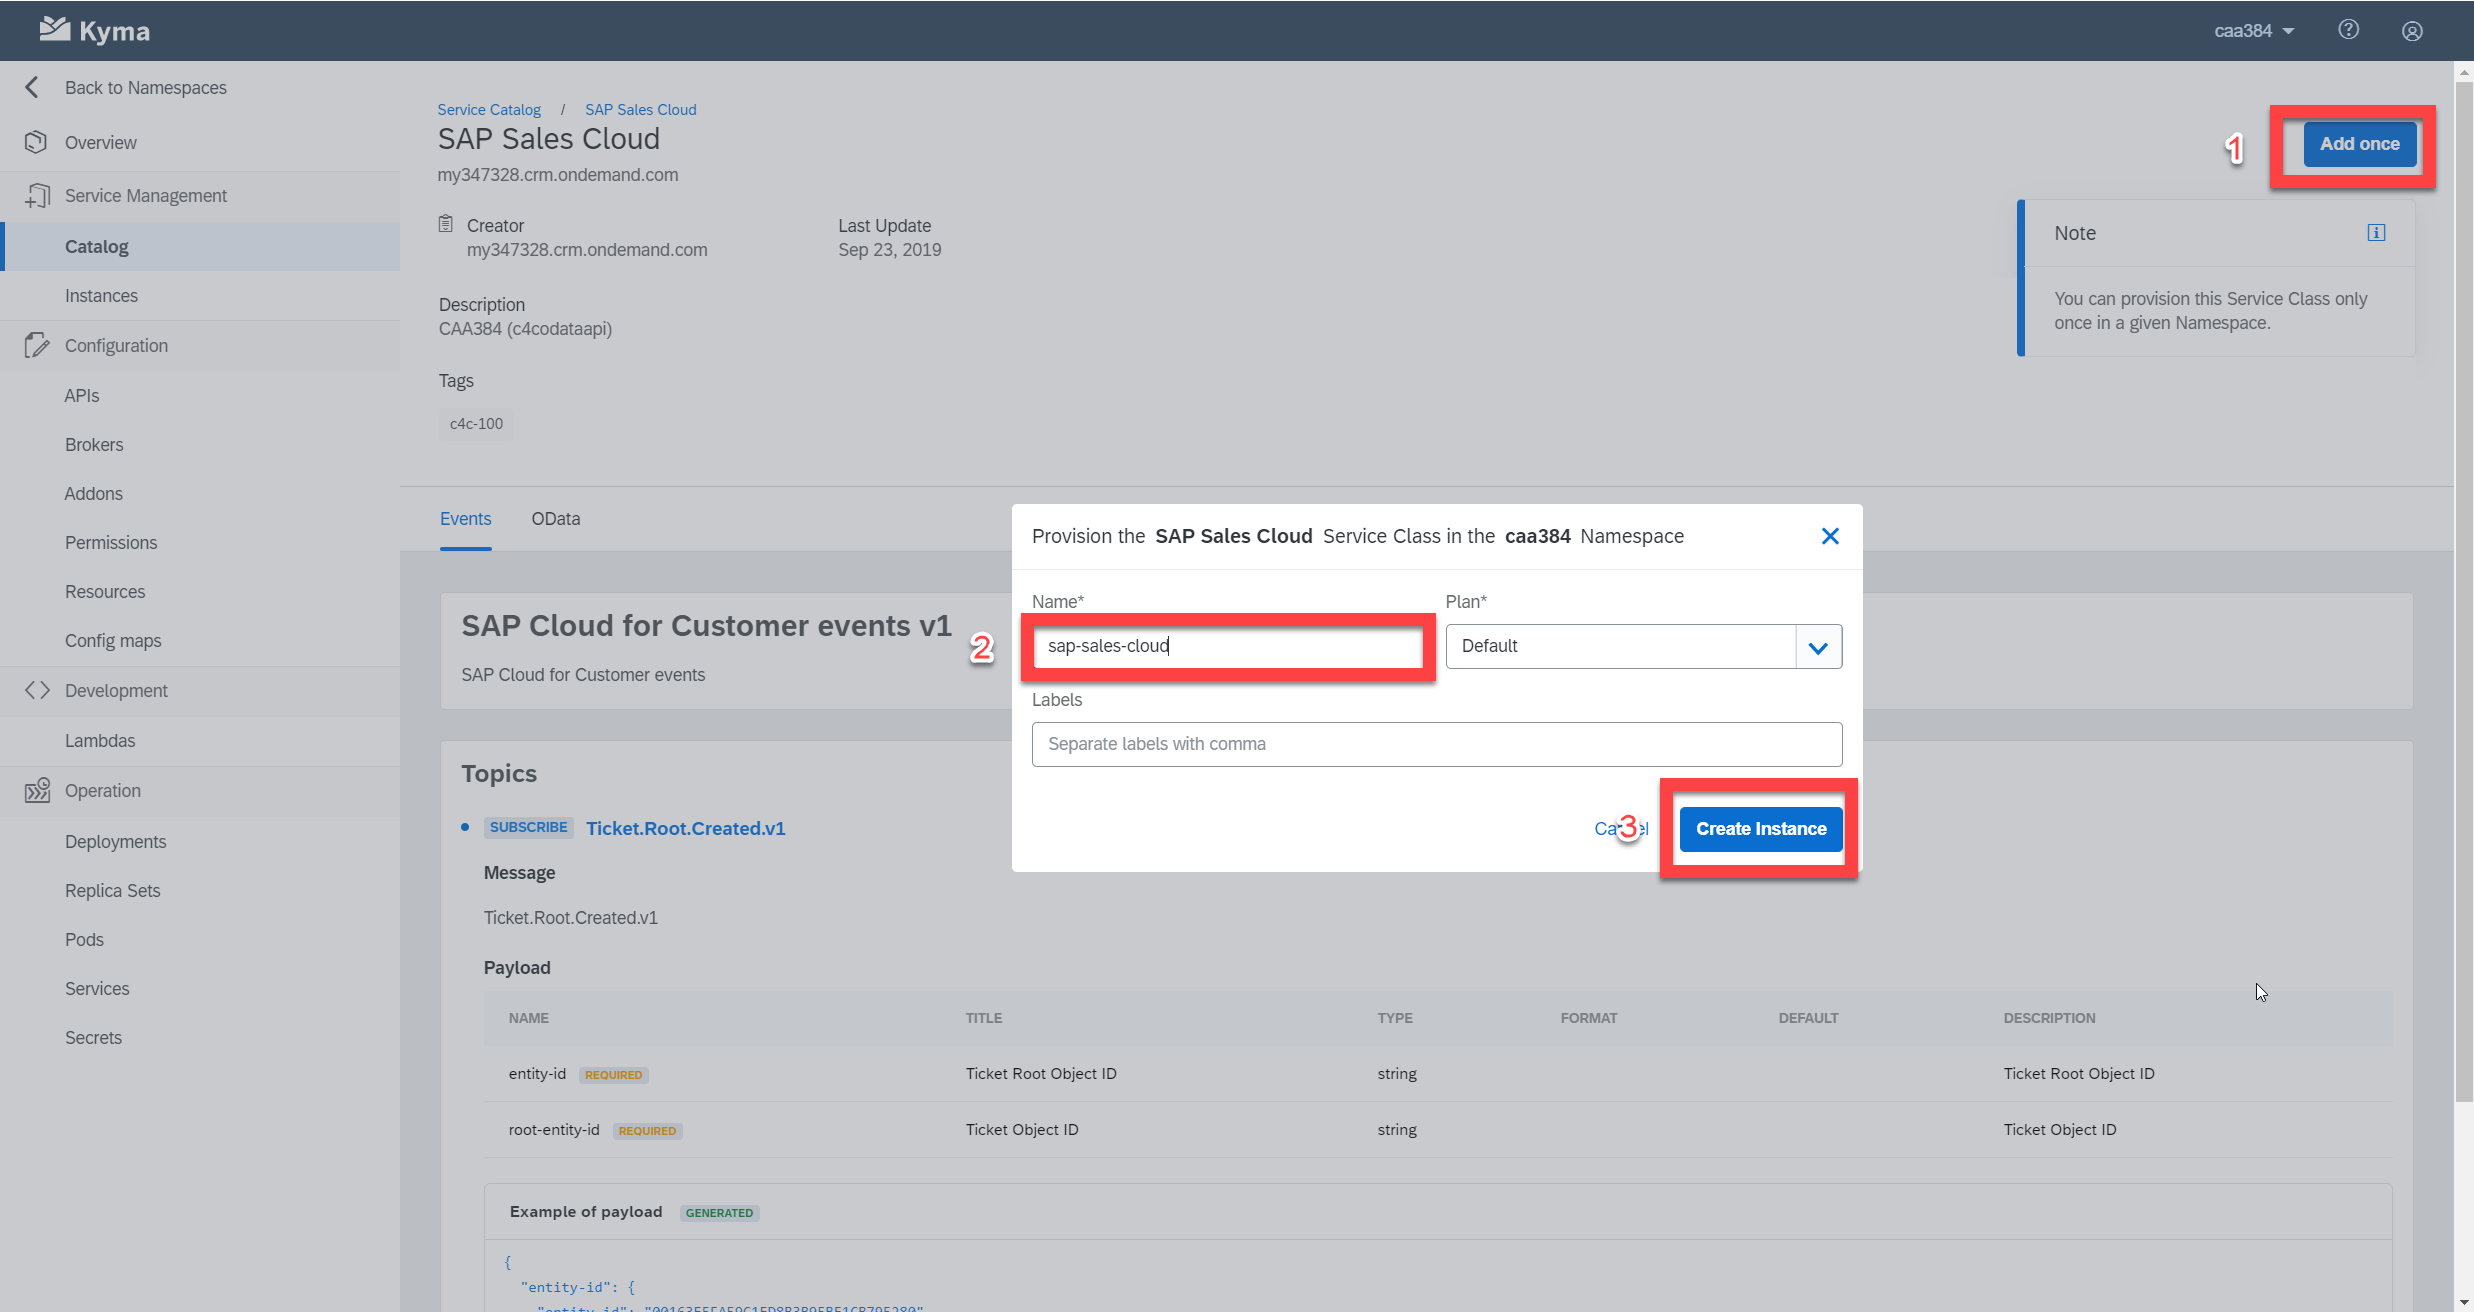 Kyma
caa384
Back to Namespaces
Overview
Service Management
Catalog
Instances
Configuration
APIs
Brokers
Addons
Permissions
Resources
Config maps
Development
Lambdas
Operation
Deployments
Replica Sets
Pods
Services
Secrets
Service Catalog / SAP Sales Cloud
SAP Sales Cloud
my347328.crm.ondemand.com
1
Add once
Creator
my347328.crm.ondemand.com
Last Update
Sep 23, 2019
Note
You can provision this Service Class only
once in a given Namespace.
Description
CAA384 (c4codataapi)
Tags
c4c-100
Events OData
SAP Cloud for Customer events v1
SAP Cloud for Customer events
Provision the SAP Sales Cloud Service Class in the caa384 Namespace
Name*
2
sap-sales-cloud
Plan*
Default
Labels
Separate labels with comma
3
Create Instance
Topics
SUBSCRIBE Ticket.Root.Created.v1
Message
Ticket.Root.Created.v1
Payload
NAME TITLE TYPE FORMAT DEFAULT DESCRIPTION
entity-id REQUIRED Ticket Root Object ID string Ticket Root Object ID
root-entity-id REQUIRED Ticket Object ID string Ticket Object ID
Example of payload GENERATED
{
"entity-id": {